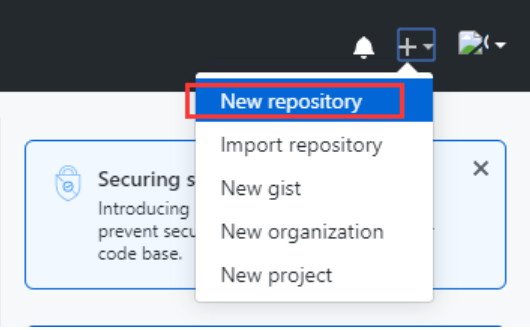 New repository
Import repository
New gist
New organization
New project
Securing s
Introducing
prevent secu
code base.